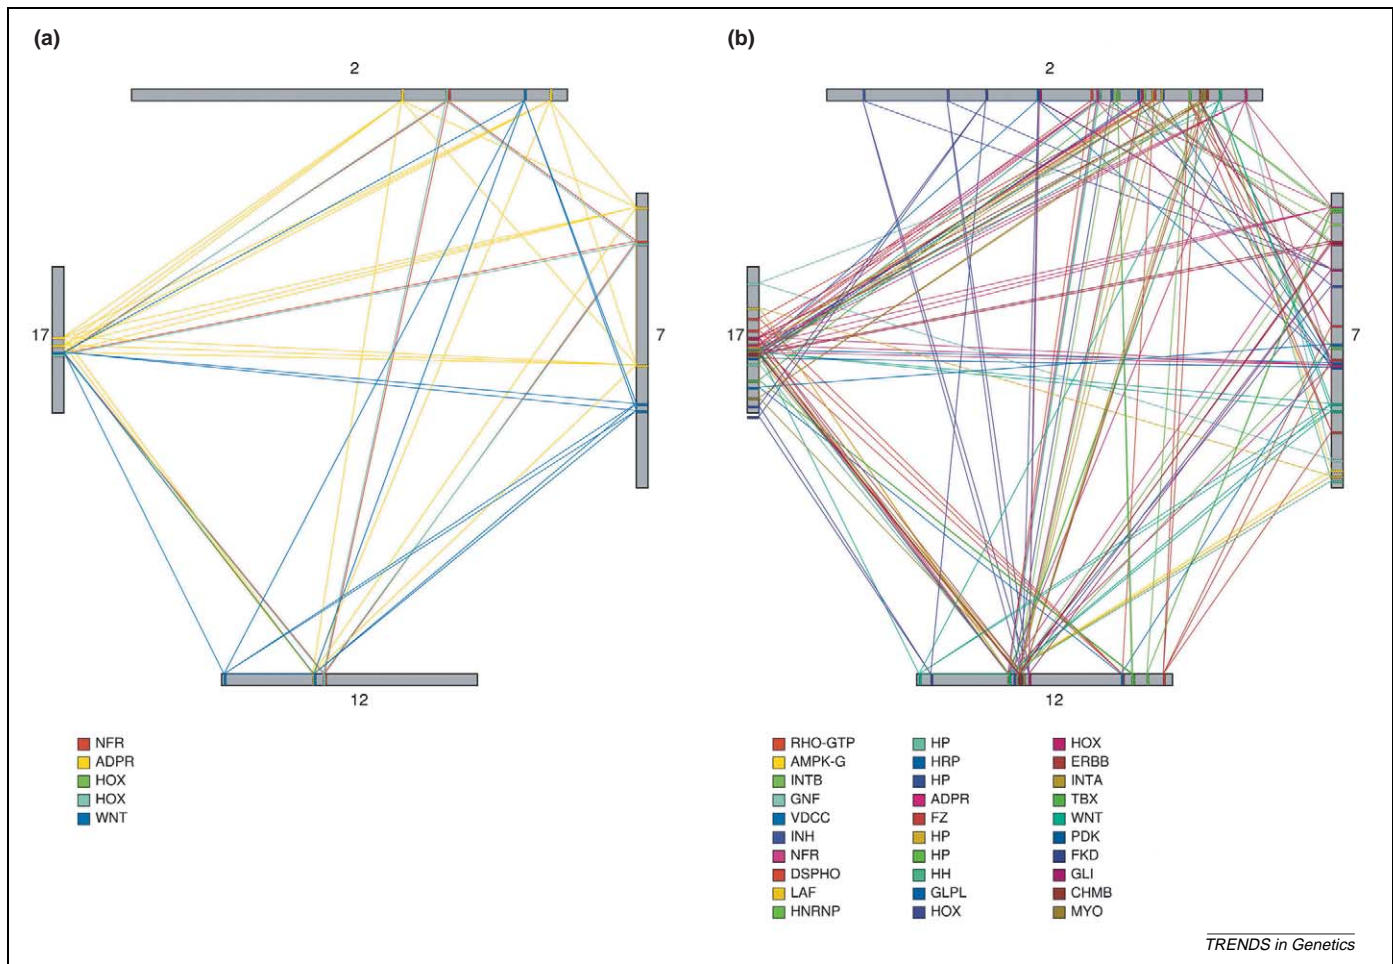 (a)
2
17
7
12
NFR
ADPR
HOX
HOX
WNT
(b)
2
17
7
12
RHO-GTP
AMPK-G
INTB
GNF
VDCC
INH
NFR
DSPHO
LAF
HNRNP
HP
HRP
HP
ADPR
FZ
HP
HP
HH
GLPL
HOX
HOX
ERBB
INTA
TBX
WNT
PDK
FKD
GLI
CHMB
MYO
TRENDS in Genetics